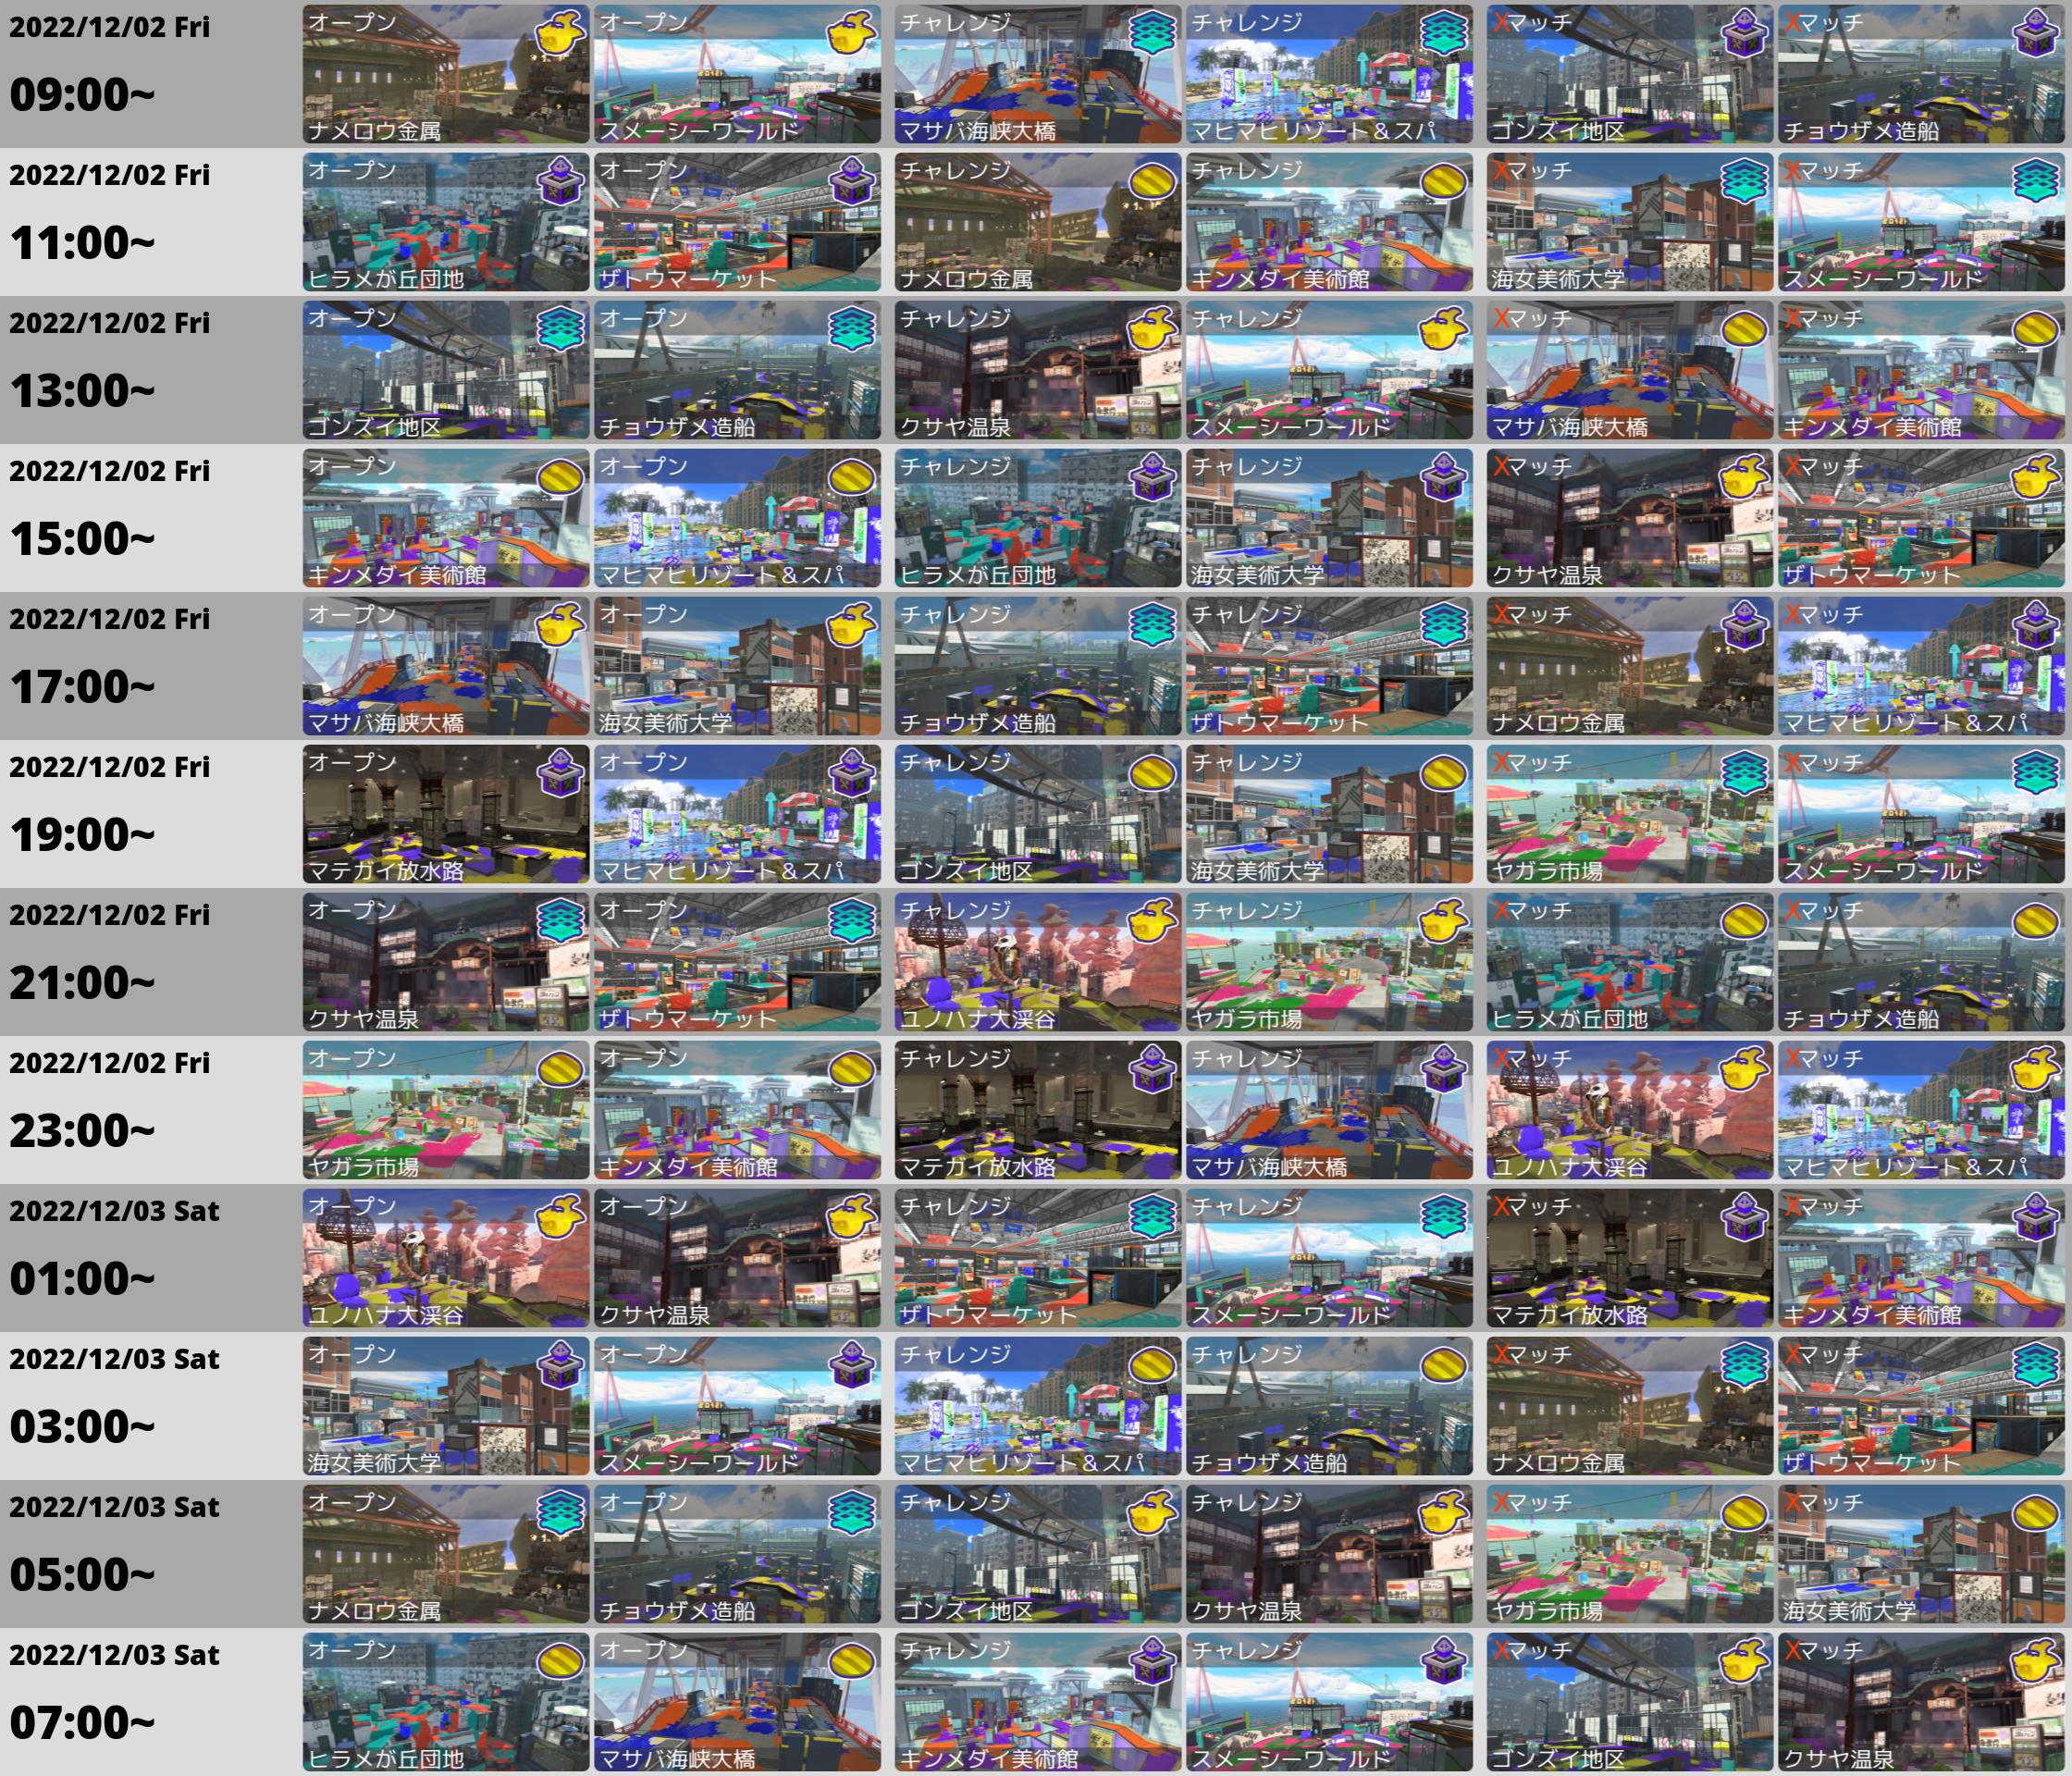 2022/12/02 Fri
09:00~
オープン オープン チャレンジ チャレンジ Xマッチ Xマッチ
ナメロウ金属 スメーシーワールド マサバ海峡大橋 マヒマヒリゾート＆スパ ゴンズイ地区 チョウザメ造船
2022/12/02 Fri
11:00~
オープン オープン チャレンジ チャレンジ Xマッチ Xマッチ
ヒラメが丘団地 ザトウマーケット ナメロウ金属 キンメダイ美術館 海女美術大学 スメーシーワールド
2022/12/02 Fri
13:00~
オープン オープン チャレンジ チャレンジ Xマッチ Xマッチ
ゴンズイ地区 チョウザメ造船 クサヤ温泉 スメーシーワールド マサバ海峡大橋 キンメダイ美術館
2022/12/02 Fri
15:00~
オープン オープン チャレンジ チャレンジ Xマッチ Xマッチ
キンメダイ美術館 マヒマヒリゾート＆スパ ヒラメが丘団地 海女美術大学 クサヤ温泉 ザトウマーケット
2022/12/02 Fri
17:00~
オープン オープン チャレンジ チャレンジ Xマッチ Xマッチ
マサバ海峡大橋 海女美術大学 チョウザメ造船 ザトウマーケット ナメロウ金属 マヒマヒリゾート＆スパ
2022/12/02 Fri
19:00~
オープン オープン チャレンジ チャレンジ Xマッチ Xマッチ
マテガイ放水路 マヒマヒリゾート＆スパ ゴンズイ地区 海女美術大学 ヤガラ市場 スメーシーワールド
2022/12/02 Fri
21:00~
オープン オープン チャレンジ チャレンジ Xマッチ Xマッチ
クサヤ温泉 ザトウマーケット ユノハナ大渓谷 ヤガラ市場 ヒラメが丘団地 チョウザメ造船
2022/12/02 Fri
23:00~
オープン オープン チャレンジ チャレンジ Xマッチ Xマッチ
ヤガラ市場 キンメダイ美術館 マテガイ放水路 マサバ海峡大橋 ユノハナ大渓谷 マヒマヒリゾート＆スパ
2022/12/03 Sat
01:00~
オープン オープン チャレンジ チャレンジ Xマッチ Xマッチ
ユノハナ大渓谷 クサヤ温泉 ザトウマーケット スメーシーワールド マテガイ放水路 キンメダイ美術館
2022/12/03 Sat
03:00~
オープン オープン チャレンジ チャレンジ Xマッチ Xマッチ
海女美術大学 スメーシーワールド マヒマヒリゾート＆スパ チョウザメ造船 ナメロウ金属 ザトウマーケット
2022/12/03 Sat
05:00~
オープン オープン チャレンジ チャレンジ Xマッチ Xマッチ
ナメロウ金属 チョウザメ造船 ゴンズイ地区 クサヤ温泉 ヤガラ市場 海女美術大学
2022/12/03 Sat
07:00~
オープン オープン チャレンジ チャレンジ Xマッチ Xマッチ
ヒラメが丘団地 マサバ海峡大橋 キンメダイ美術館 スメーシーワールド ゴンズイ地区 クサヤ温泉